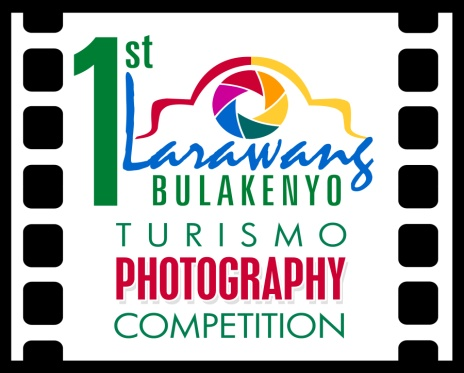 1st
Larawang
BULAKENYO
TURISMO
PHOTOGRAPHY
COMPETITION